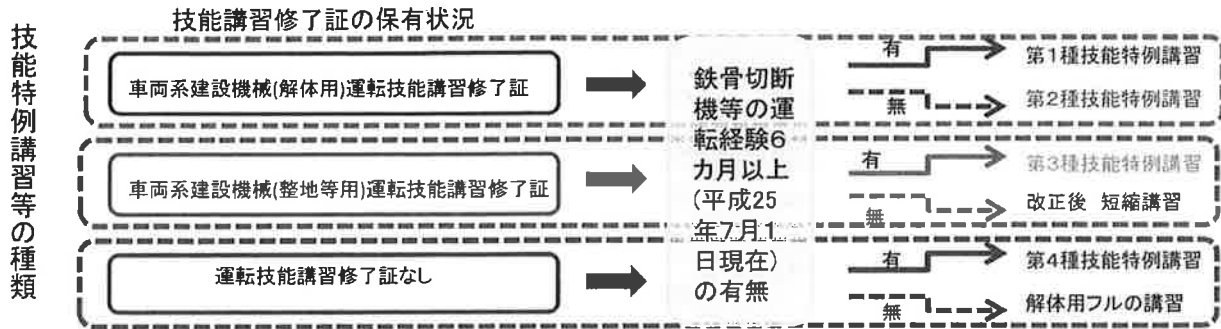 技能講習修了証の保有状況
技能特例講習等の種類
車両系建設機械(解体用)運転技能講習修了証
車両系建設機械(整地等用)運転技能講習修了証
運転技能講習修了証なし
鉄骨切断
機等の運
転経験6
カ月以上
(平成25
年7月1
日現在)
の有無
有
第1種技能特例講習
無
第2種技能特例講習
有
第3種技能特例講習
無
改正後 短縮講習
有
第4種技能特例講習
無
解体用フルの講習